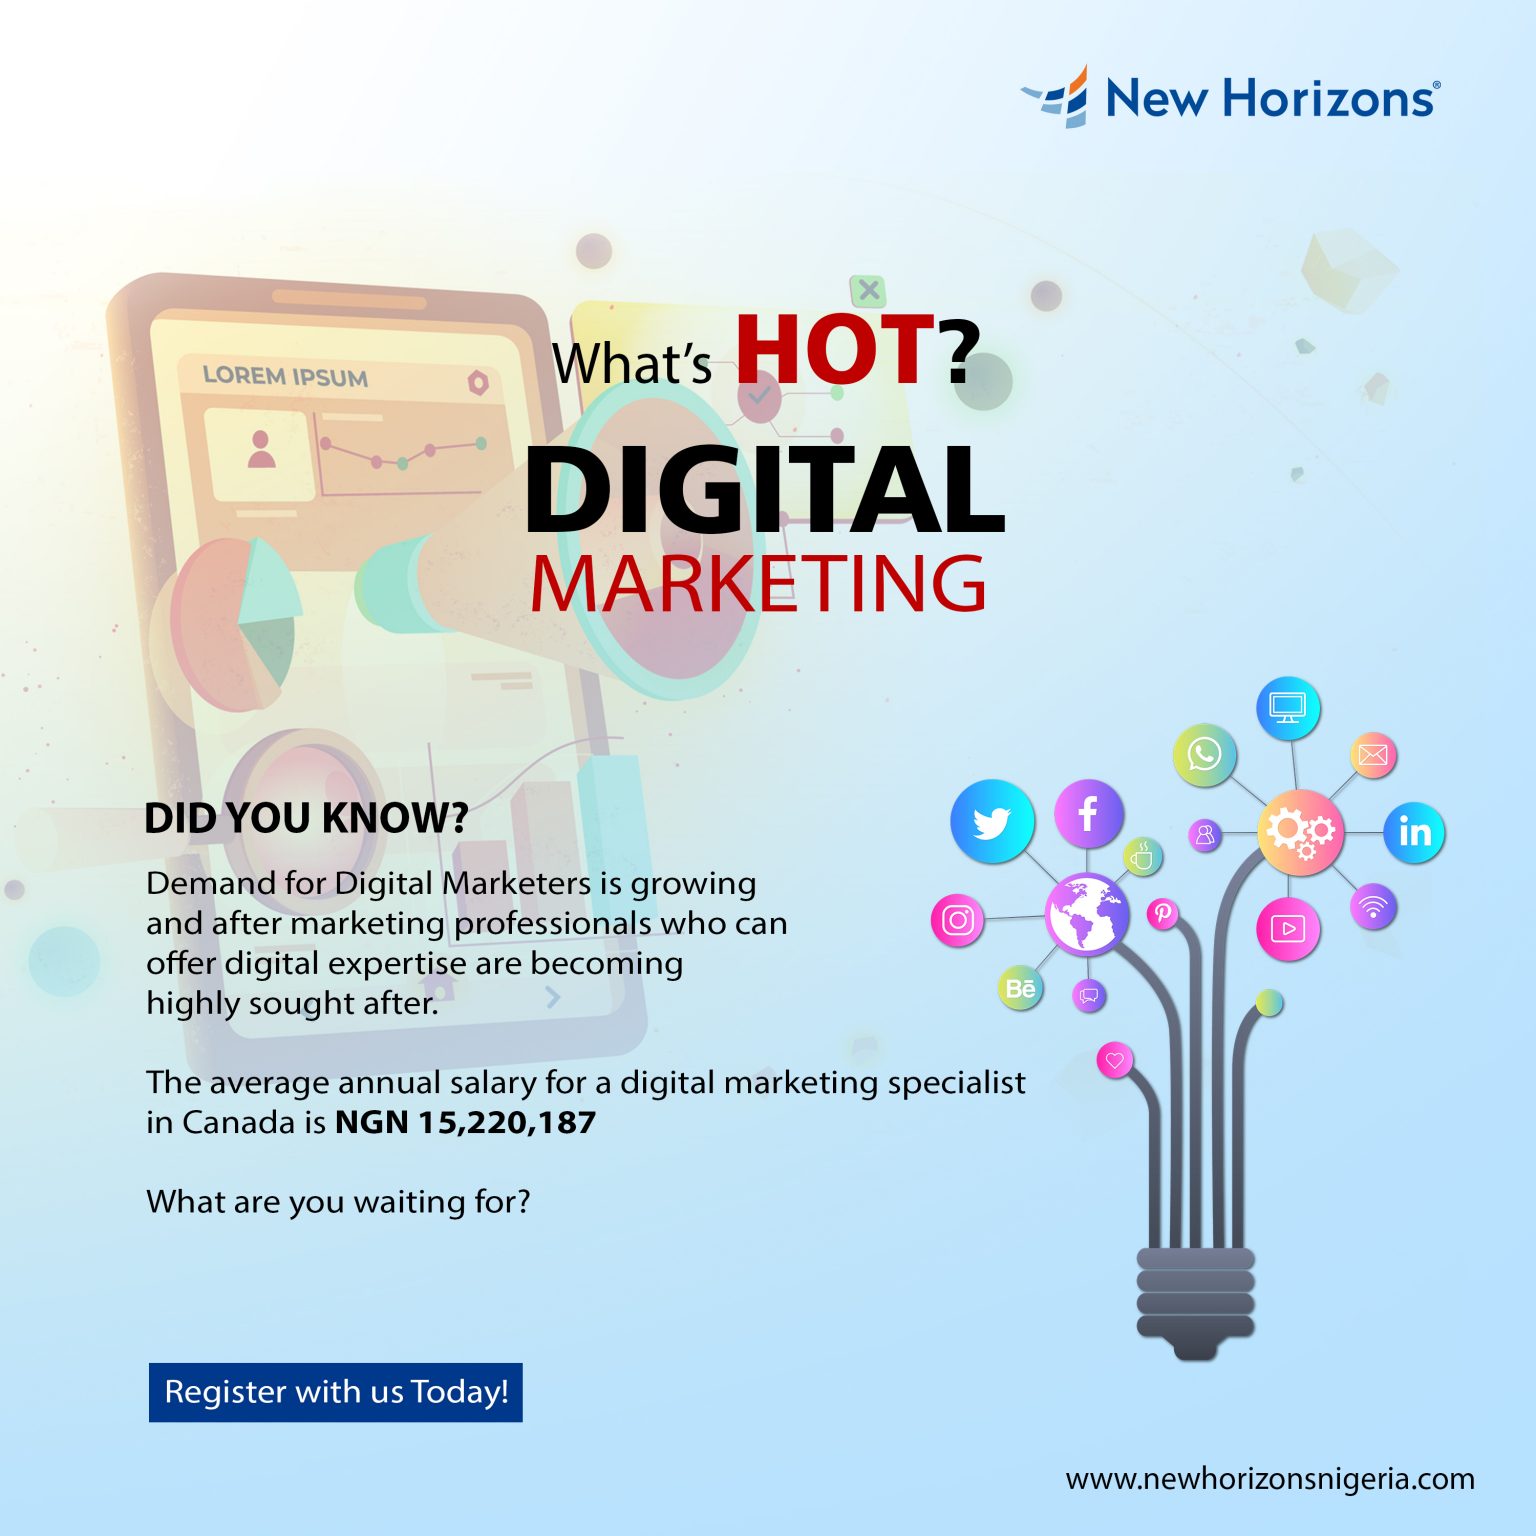 New Horizons®
What's HOT?
LOREM IPSUM
DIGITAL
MARKETING
DID YOU KNOW?
Demand for Digital Marketers is growing
and after marketing professionals who can
offer digital expertise are becoming
highly sought after.
The average annual salary for a digital marketing specialist
in Canada is NGN 15,220,187
What are you waiting for?
in
Bē
Register with us Today!
www.newhorizonsnigeria.com